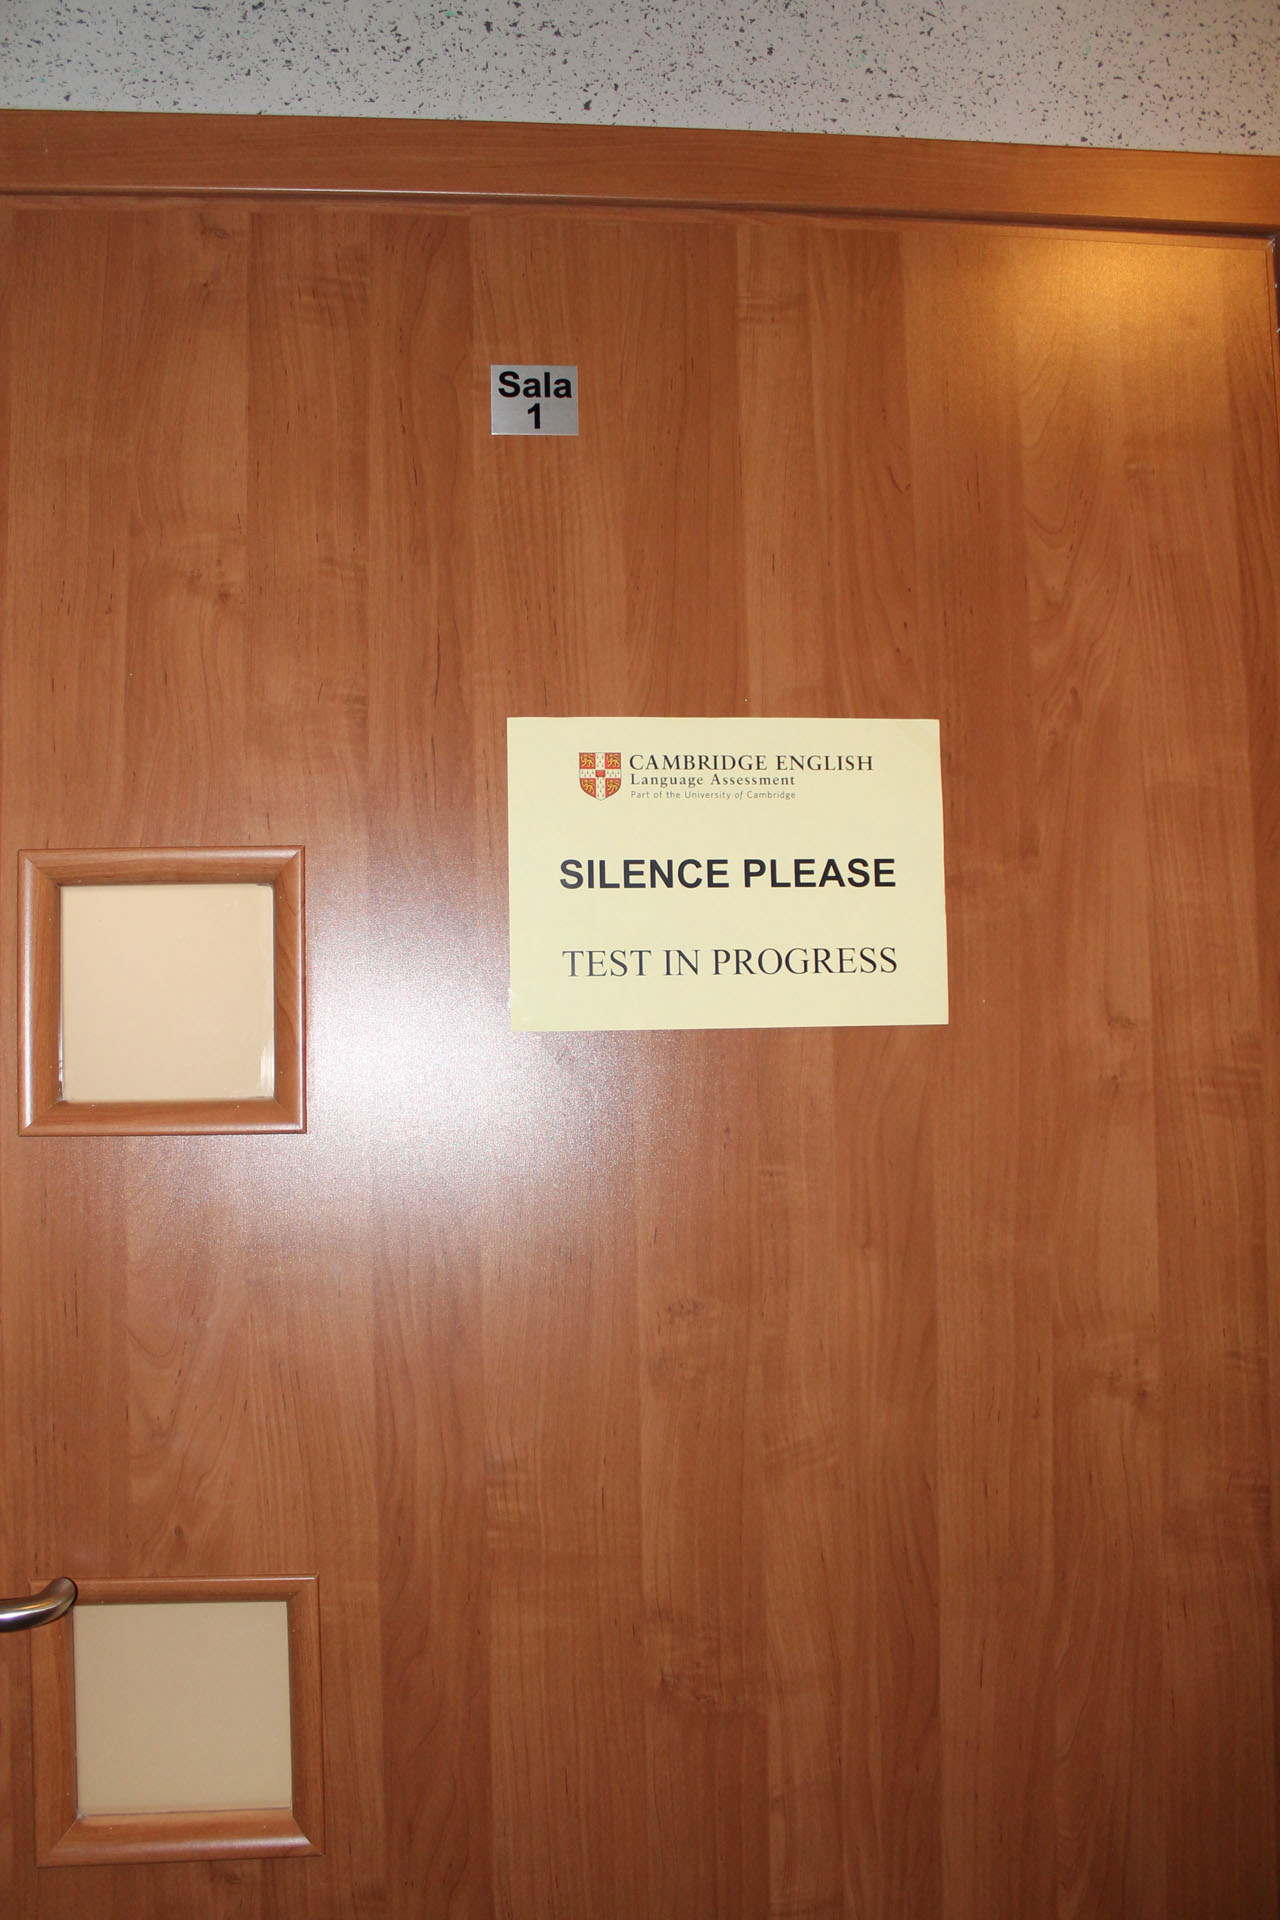 Sala
1
CAMBRIDGE ENGLISH
Language Assessment
Part of the University of Cambridge
SILENCE PLEASE
TEST IN PROGRESS